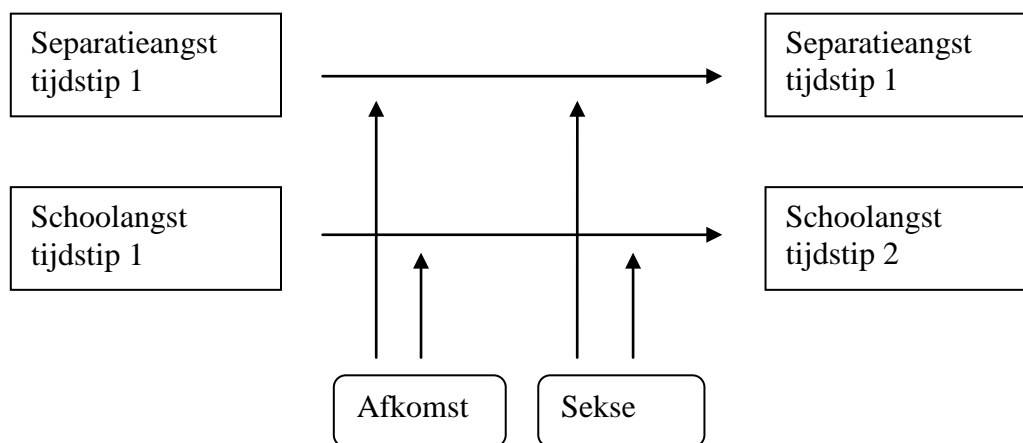 Separatieangst
tijdstip 1
Separatieangst
tijdstip 1
Schoolangst
tijdstip 1
Schoolangst
tijdstip 2
Afkomst
Sekse